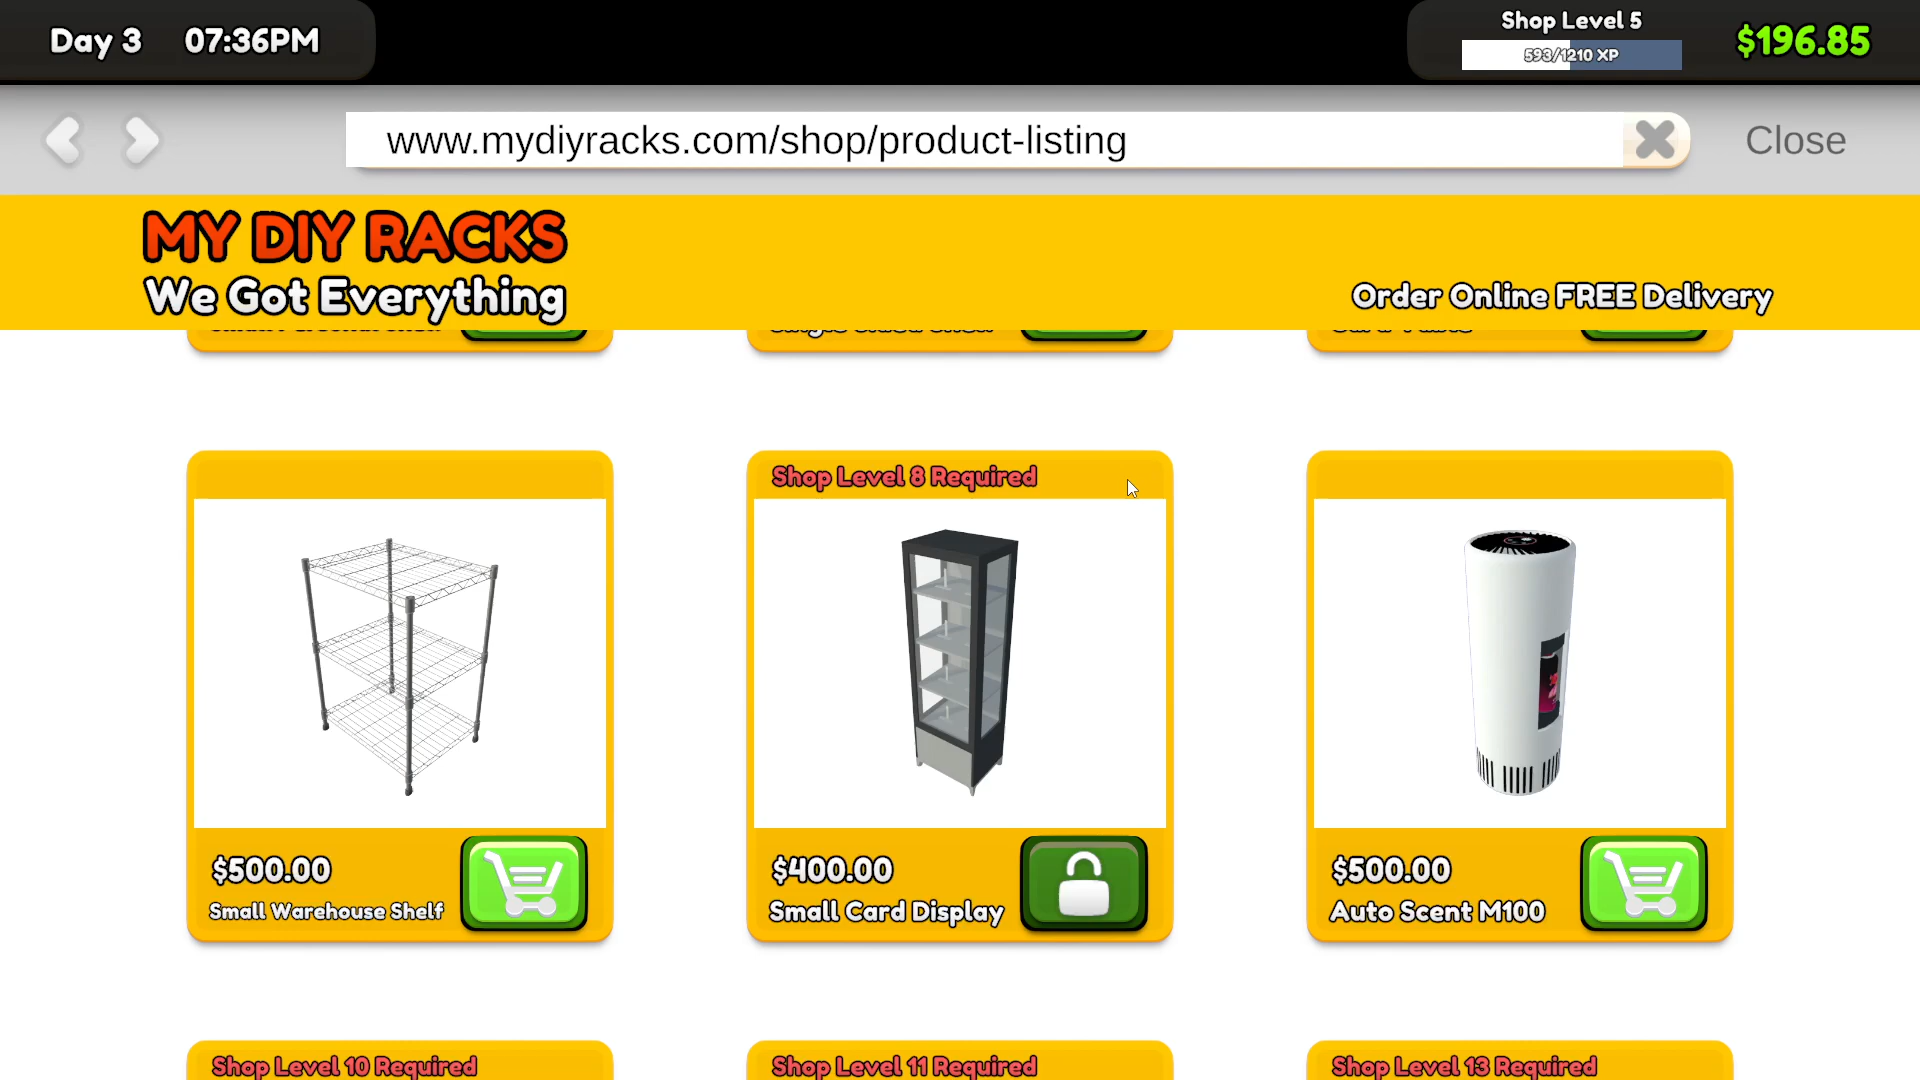 Day 3 07:36PM
Shop Level 5
593/1210 XP
$196.85
www.mydiyracks.com/shop/product-listing
Close
MY DIY RACKS
We Got Everything
Order Online FREE Delivery
Shop Level 8 Required
$500.00
Small Warehouse Shelf
$400.00
Small Card Display
$500.00
Auto Scent M100
Shop Level 10 Required
Shop Level 11 Required
Shop Level 13 Required